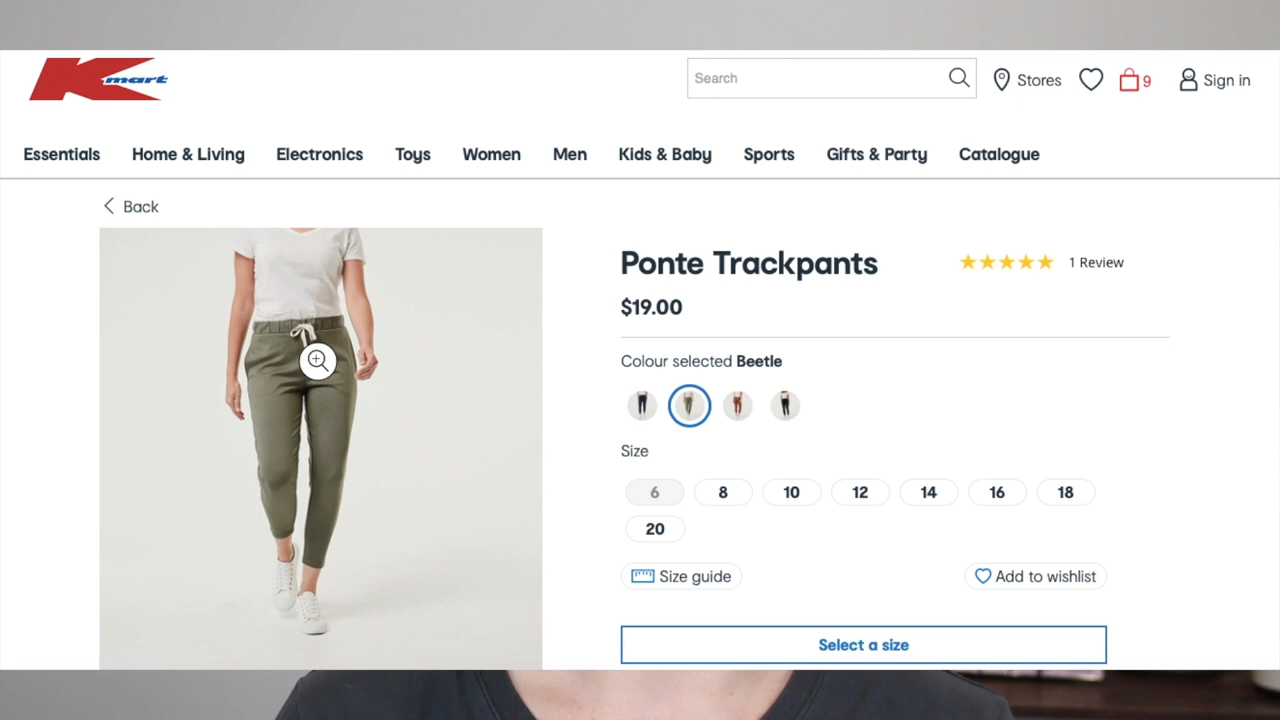 Kmart
Search
Stores
9
Sign in
Essentials Home & Living Electronics Toys Women Men Kids & Baby Sports Gifts & Party Catalogue
Back
Ponte Trackpants
1 Review
$19.00
Colour selected Beetle
Size
6 8 10 12 14 16 18
20
Size guide
Add to wishlist
Select a size